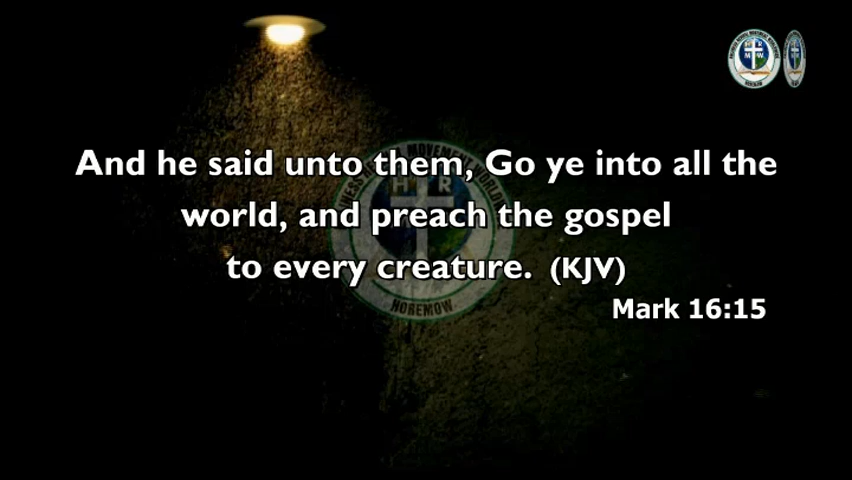 And he said unto them, Go ye into all the
world, and preach the gospel
to every creature. (KJV)
Mark 16:15
H R
HOREMOW